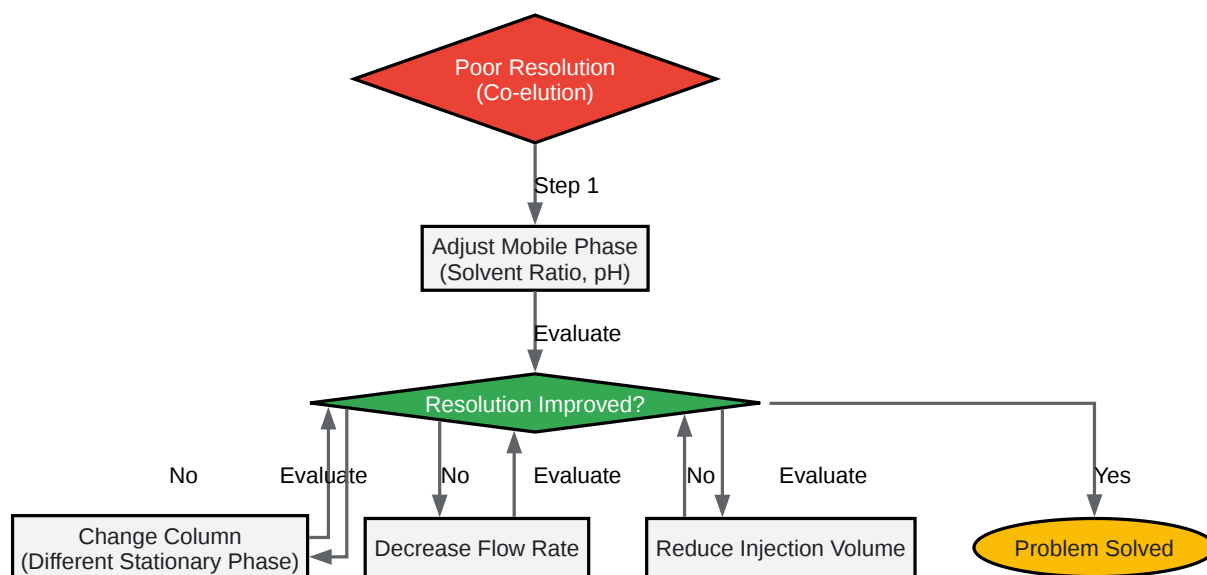 Poor Resolution
(Co-elution)
Step 1
Adjust Mobile Phase
(Solvent Ratio, pH)
Evaluate
Resolution Improved?
No
Evaluate
No
Evaluate
No
Evaluate
Yes
Change Column
(Different Stationary Phase)
Decrease Flow Rate
Reduce Injection Volume
Problem Solved